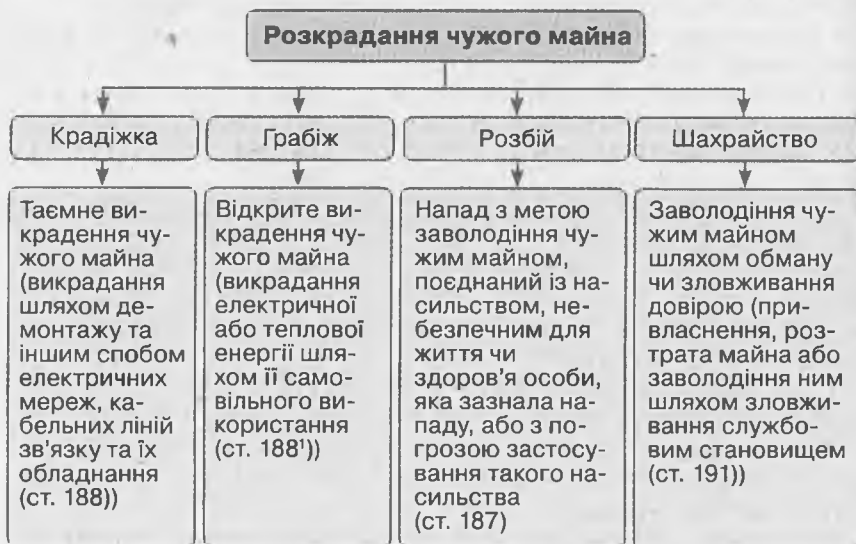 Розкрадання чужого майна
Крадіжка
Грабіж
Розбій
Шахрайство
Таємне ви-
крадення чу-
жого майна
(викрадання
шляхом де-
монтажу та
іншим спобом
електричних
мереж, ка-
бельних ліній
зв'язку та їх
обладнання
(ст. 188))
Відкрите ви-
крадення чу-
жого майна
(викрадання
електричної
або теплової
енергії шля-
хом її само-
вільного ви-
користання
(ст. 188¹))
Напад з метою
заволодіння чу-
жим майном,
поєднаний із на-
сильством, не-
безпечним для
життя чи
здоров'я особи,
яка зазнала на-
паду, або з по-
грозою застосу-
вання такого на-
сильства
(ст. 187)
Заволодіння чу-
жим майном
шляхом обману
чи зловживання
довірою (при-
власнення, роз-
трата майна або
заволодіння ним
шляхом зловжи-
вання службо-
вим становищем
(ст. 191))